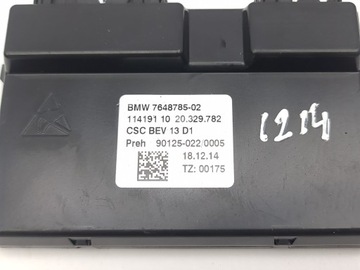 BMW 7648785-02
114191 10 20.329.782
CSC BEV 13 D1
Preh 90125-022/0005
18.12.14
TZ: 00175
1214